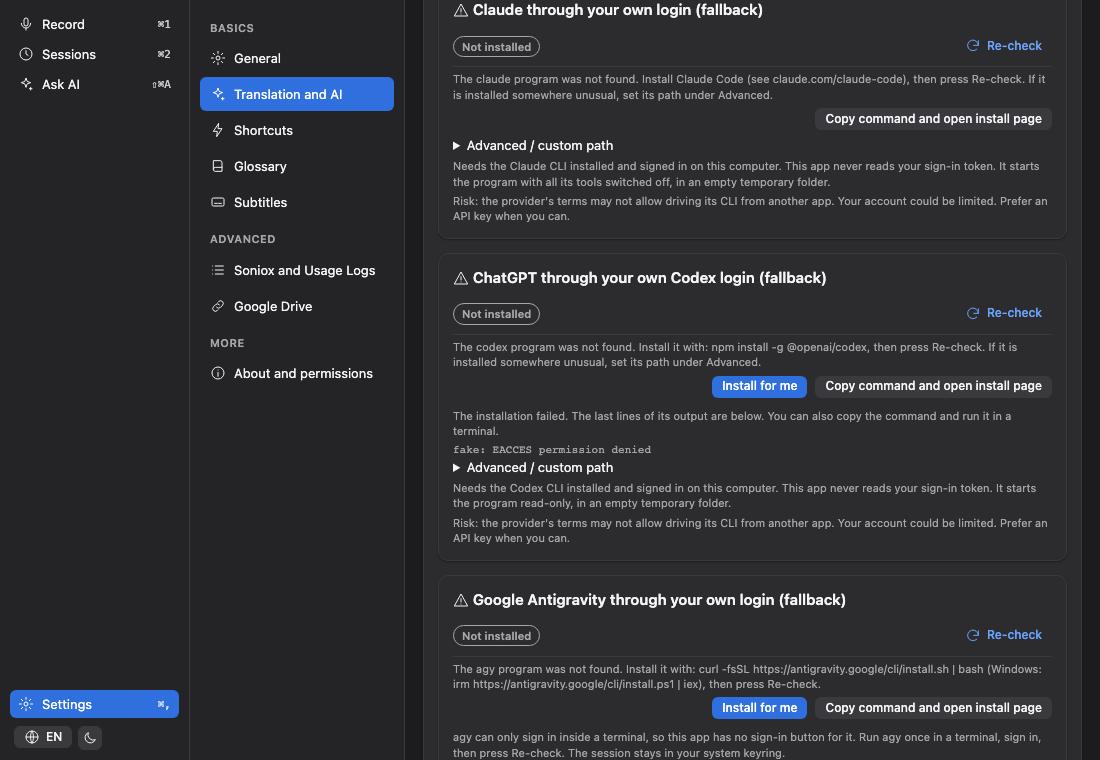 Record ⌘1
Sessions ⌘2
Ask AI ⇧⌘A
Settings ⌘,
EN
BASICS
General
Translation and AI
Shortcuts
Glossary
Subtitles
ADVANCED
Soniox and Usage Logs
Google Drive
MORE
About and permissions
Claude through your own login (fallback)
Not installed
Re-check
The claude program was not found. Install Claude Code (see claude.com/claude-code), then press Re-check. If it
is installed somewhere unusual, set its path under Advanced.
Copy command and open install page
Advanced / custom path
Needs the Claude CLI installed and signed in on this computer. This app never reads your sign-in token. It starts
the program with all its tools switched off, in an empty temporary folder.
Risk: the provider's terms may not allow driving its CLI from another app. Your account could be limited. Prefer an
API key when you can.
ChatGPT through your own Codex login (fallback)
Not installed
Re-check
The codex program was not found. Install it with: npm install -g @openai/codex, then press Re-check. If it is
installed somewhere unusual, set its path under Advanced.
Install for me
Copy command and open install page
The installation failed. The last lines of its output are below. You can also copy the command and run it in a
terminal.
fake: EACCES permission denied
Advanced / custom path
Needs the Codex CLI installed and signed in on this computer. This app never reads your sign-in token. It starts
the program read-only, in an empty temporary folder.
Risk: the provider's terms may not allow driving its CLI from another app. Your account could be limited. Prefer an
API key when you can.
Google Antigravity through your own login (fallback)
Not installed
Re-check
The agy program was not found. Install it with: curl -fsSL https://antigravity.google/cli/install.sh | bash (Windows:
irm https://antigravity.google/cli/install.ps1 | iex), then press Re-check.
Install for me
Copy command and open install page
agy can only sign in inside a terminal, so this app has no sign-in button for it. Run agy once in a terminal, sign in,
then press Re-check. The session stays in your system keyring.